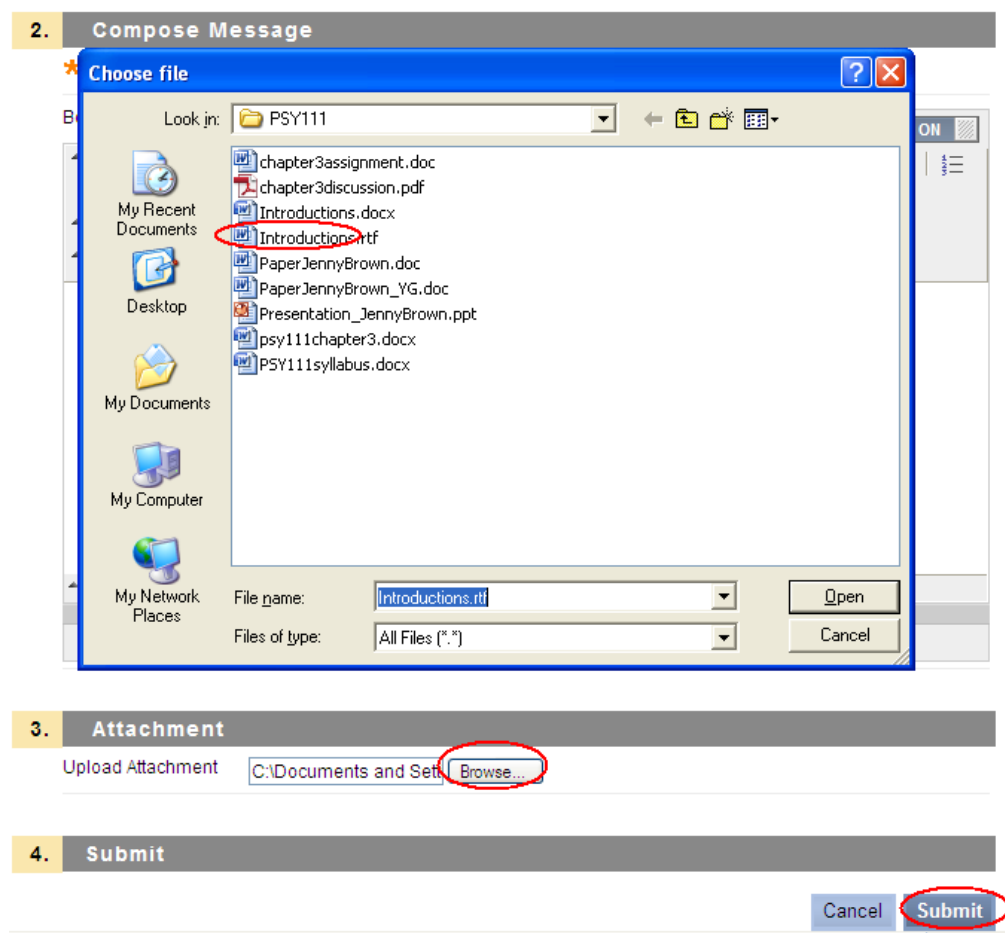 2. Compose Message
*
Choose file
Look in: PSY111
ON
chapter3assignment.doc
chapter3discussion.pdf
Introductions.docx
Introductions.rtf
PaperJennyBrown.doc
PaperJennyBrown_YG.doc
Presentation_JennyBrown.ppt
psy111chapter3.docx
PSY111syllabus.docx
My Recent
Documents
Desktop
My Documents
My Computer
My Network
Places
File name: Introductions.rtf Open
Files of type: All Files (*.*) Cancel
3. Attachment
Upload Attachment C:\Documents and Sett Browse...
4. Submit
Cancel Submit